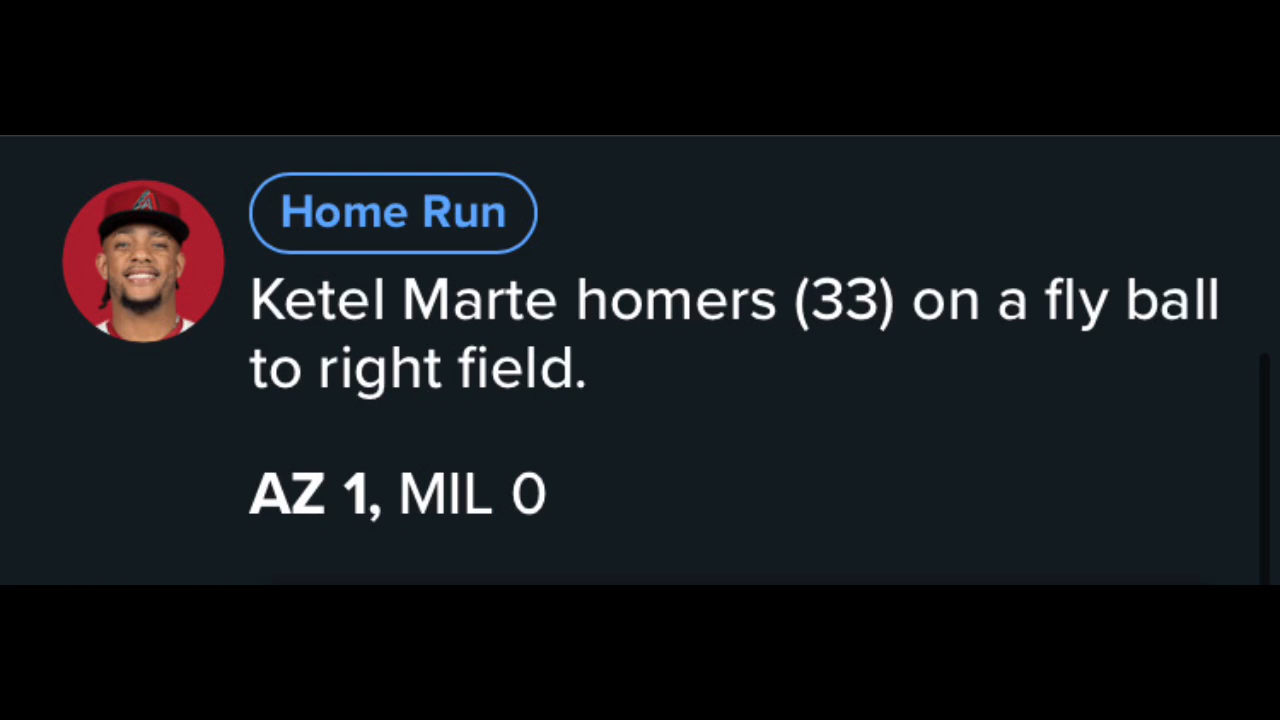 Home Run
Ketel Marte homers (33) on a fly ball
to right field.
AZ 1, MIL 0